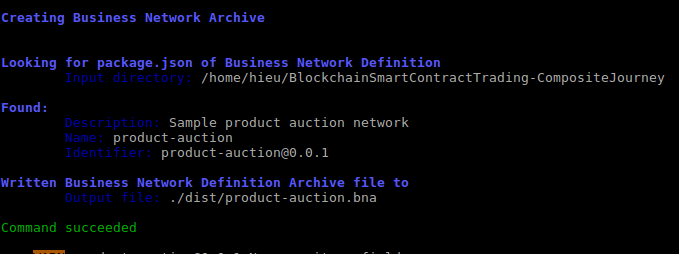 Creating Business Network Archive
Looking for package.json of Business Network Definition
Input directory: /home/hieu/BlockchainSmartContractTrading-CompositeJourney
Found:
Description: Sample product auction network
Name: product-auction
Identifier: product-auction@0.0.1
Written Business Network Definition Archive file to
Output file: ./dist/product-auction.bna
Command succeeded